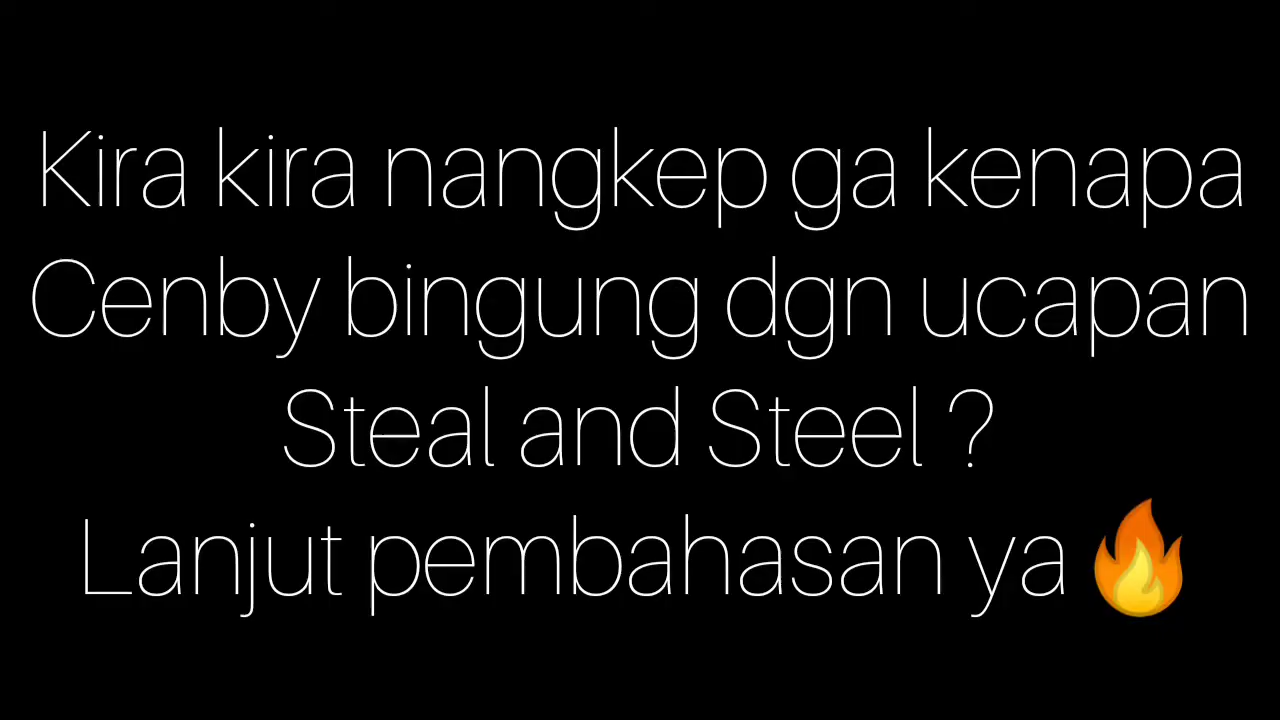 Kira kira nangkep ga kenapa
Cenby bingung dgn ucapan
Steal and Steel ?
Lanjut pembahasan ya 🔥